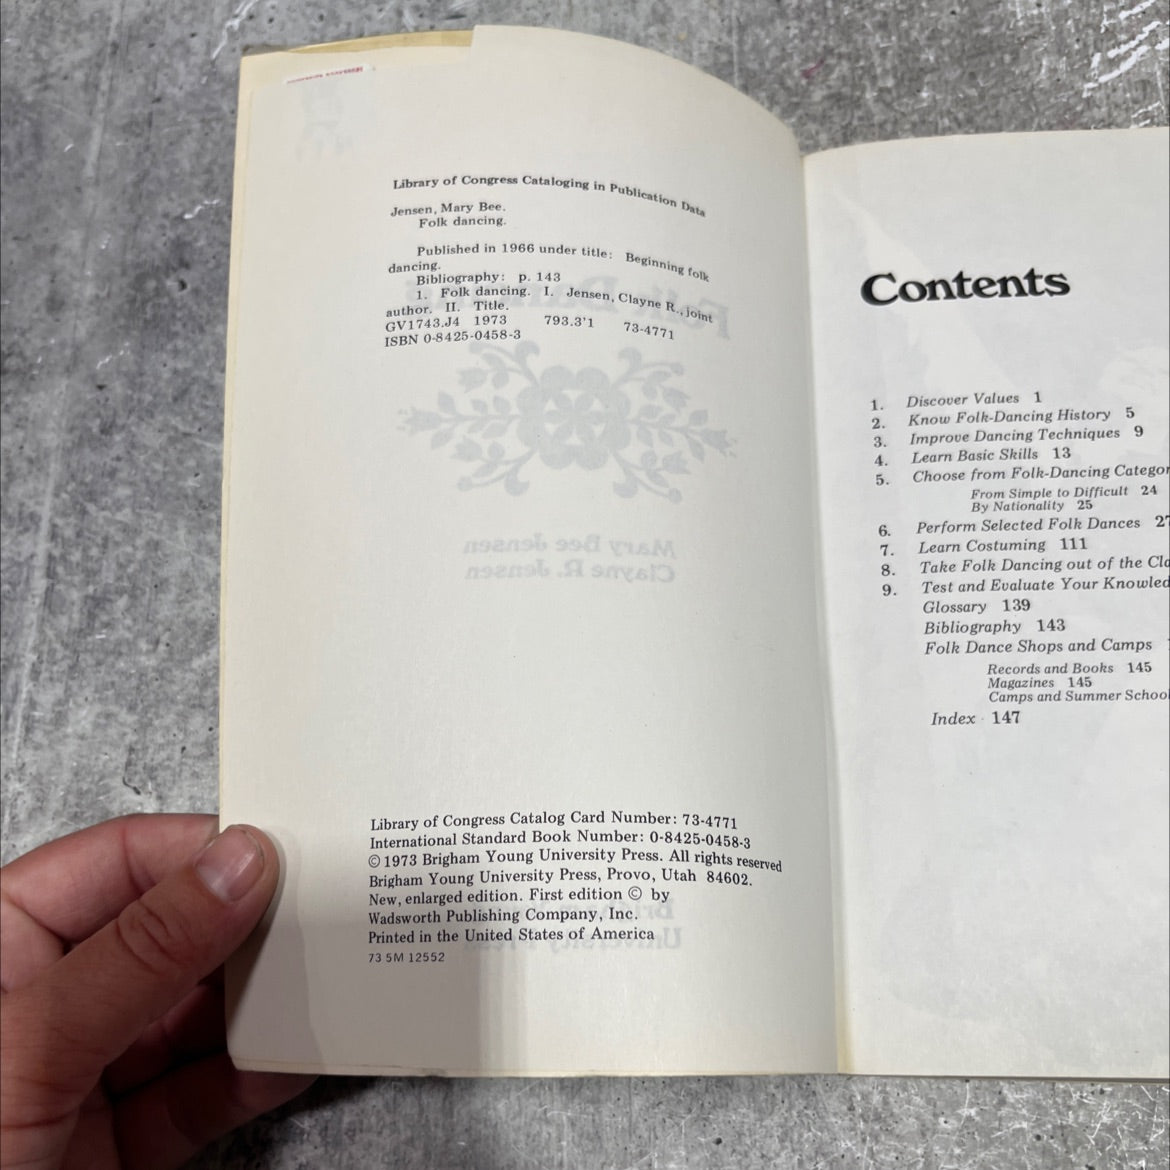 Library of Congress Cataloging in Publication Data
Jensen, Mary Bee.
Folk dancing.
Published in 1966 under title: Beginning folk
dancing.
Bibliography: p. 143
1. Folk dancing. I. Jensen, Clayne R., joint
author. II. Title.
GV1743.J4 1973 793.3'1 73-4771
ISBN 0-8425-0458-3
Library of Congress Catalog Card Number: 73-4771
International Standard Book Number: 0-8425-0458-3
© 1973 Brigham Young University Press. All rights reserved
Brigham Young University Press, Provo, Utah 84602.
New, enlarged edition. First edition © by
Wadsworth Publishing Company, Inc.
Printed in the United States of America
73 5M 12552
Contents
1. Discover Values 1
2. Know Folk-Dancing History 5
3. Improve Dancing Techniques 9
4. Learn Basic Skills 13
5. Choose from Folk-Dancing Categor
From Simple to Difficult 24
By Nationality 25
6. Perform Selected Folk Dances 27
7. Learn Costuming 111
8. Take Folk Dancing out of the Cla
9. Test and Evaluate Your Knowled
Glossary 139
Bibliography 143
Folk Dance Shops and Camps
Records and Books 145
Magazines 145
Camps and Summer School
Index 147